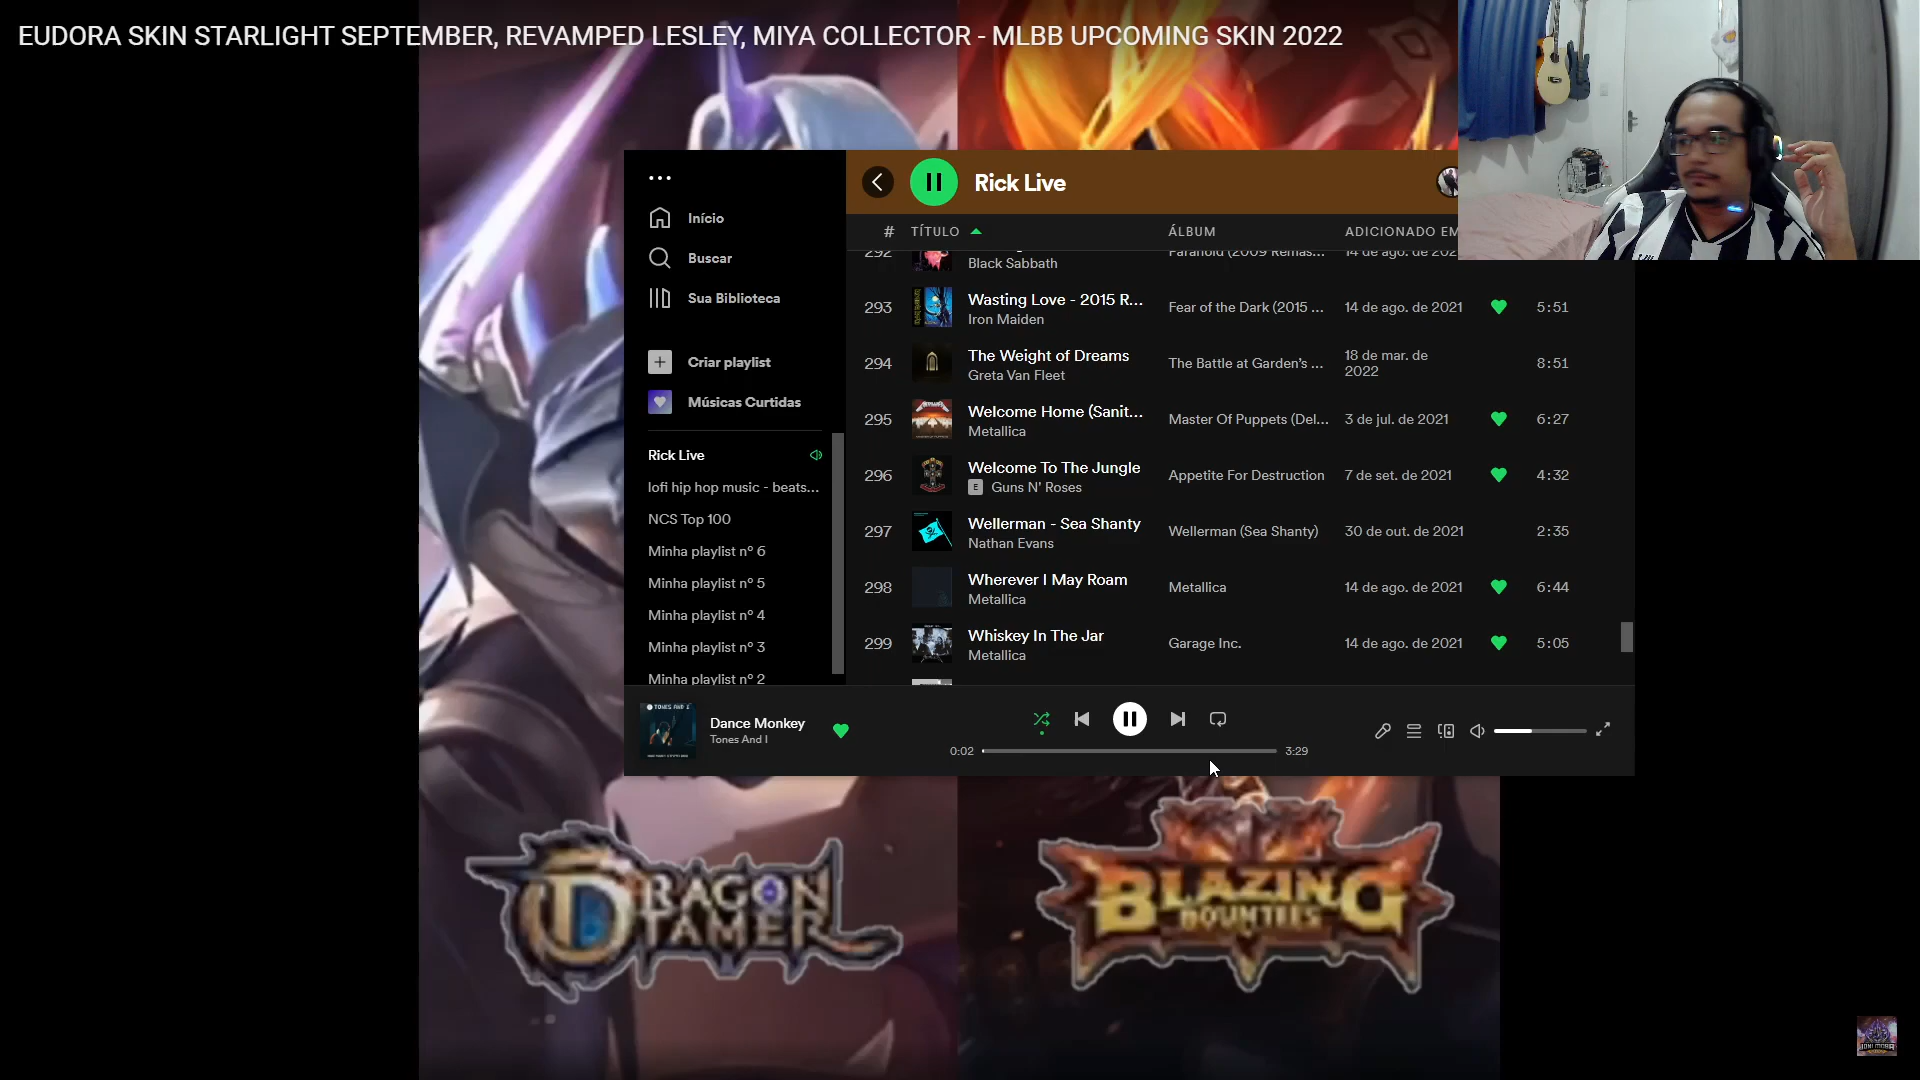 EUDORA SKIN STARLIGHT SEPTEMBER, REVAMPED LESLEY, MIYA COLLECTOR - MLBB UPCOMING SKIN 2022
Início
Buscar
Sua Biblioteca
Criar playlist
Músicas Curtidas
Rick Live
lofi hip hop music - beats...
NCS Top 100
Minha playlist nº 6
Minha playlist nº 5
Minha playlist nº 4
Minha playlist nº 3
Minha playlist nº 2
Rick Live
# TÍTULO ÁLBUM ADICIONADO EM
292 Black Sabbath Paranoid (2009 Remas... 14 de ago. de 202
293 Wasting Love - 2015 R... Fear of the Dark (2015 ... 14 de ago. de 2021 5:51
Iron Maiden
294 The Weight of Dreams The Battle at Garden's ... 18 de mar. de 2022 8:51
Greta Van Fleet
295 Welcome Home (Sanit... Master Of Puppets (Del... 3 de jul. de 2021 6:27
Metallica
296 Welcome To The Jungle Appetite For Destruction 7 de set. de 2021 4:32
E Guns N' Roses
297 Wellerman - Sea Shanty Wellerman (Sea Shanty) 30 de out. de 2021 2:35
Nathan Evans
298 Wherever I May Roam Metallica 14 de ago. de 2021 6:44
Metallica
299 Whiskey In The Jar Garage Inc. 14 de ago. de 2021 5:05
Metallica
Dance Monkey
Tones And I
0:02 3:29
DRAGON
TAMER
BLAZING
BOUNTIES